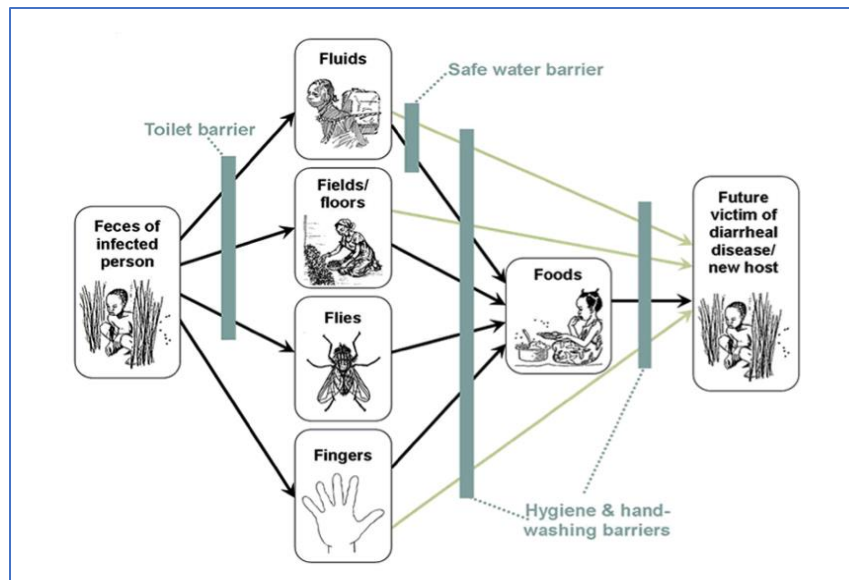 Fluids
Safe water barrier
Toilet barrier
Fields/
floors
Feces of
infected
person
Future
victim of
diarrheal
disease/
new host
Foods
Flies
Fingers
Hygiene & hand-
washing barriers